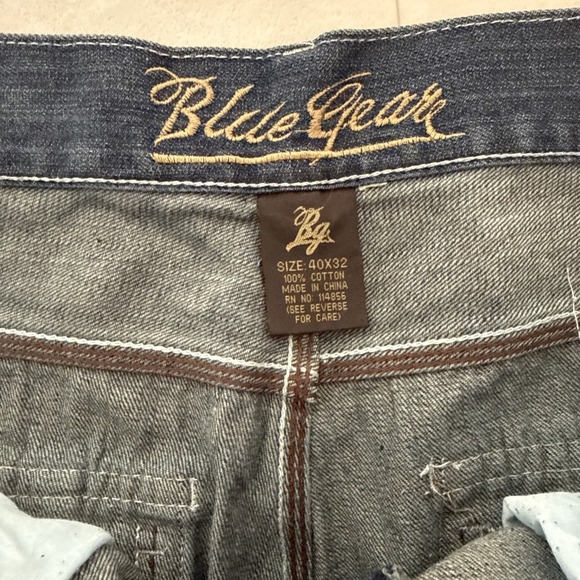 Blue Gear
Bg
SIZE: 40X32
100% COTTON
MADE IN CHINA
RN NO: 114856
(SEE REVERSE
FOR CARE)